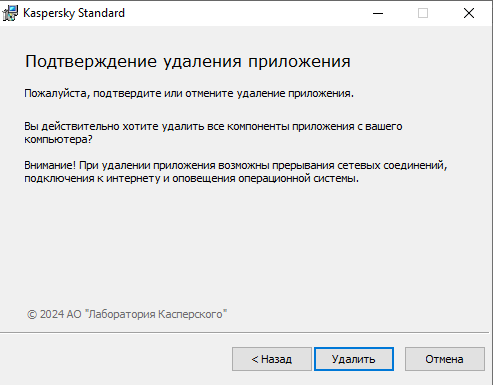 Kaspersky Standard
Подтверждение удаления приложения
Пожалуйста, подтвердите или отмените удаление приложения.
Вы действительно хотите удалить все компоненты приложения с вашего
компьютера?
Внимание! При удалении приложения возможны прерывания сетевых соединений,
подключения к интернету и оповещения операционной системы.
© 2024 АО "Лаборатория Касперского"
< Назад
Удалить
Отмена